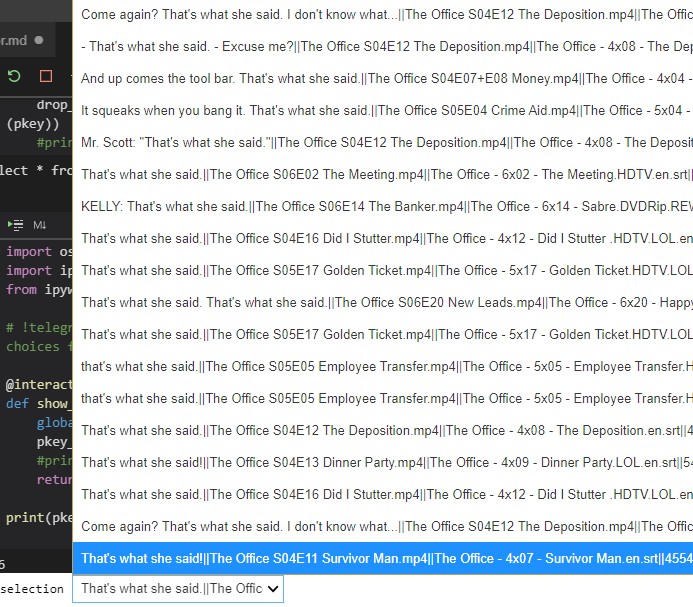 Come again? That's what she said. I don't know what...||The Office S04E12 The Deposition.mp4||The Offic
r.md
- That's what she said. - Excuse me?||The Office S04E12 The Deposition.mp4||The Office - 4x08 - The Dep
And up comes the tool bar. That's what she said.||The Office S04E07+E08 Money.mp4||The Office - 4x04 -
drop_
It squeaks when you bang it. That's what she said.||The Office S05E04 Crime Aid.mp4||The Office - 5x04 -
(pkey))
#prin
Mr. Scott: "That's what she said."||The Office S04E12 The Deposition.mp4||The Office - 4x08 - The Deposit
lect * fro
That's what she said.||The Office S06E02 The Meeting.mp4||The Office - 6x02 - The Meeting.HDTV.en.srt||
KELLY: That's what she said.||The Office S06E14 The Banker.mp4||The Office - 6x14 - Sabre.DVDRip.REW
M↓
That's what she said.||The Office S04E16 Did I Stutter.mp4||The Office - 4x12 - Did I Stutter .HDTV.LOL.en
import os
import ip
That's what she said.||The Office S05E17 Golden Ticket.mp4||The Office - 5x17 - Golden Ticket.HDTV.LOL
from ipyw
That's what she said. That's what she said.||The Office S06E20 New Leads.mp4||The Office - 6x20 - Happy
# !telegr
That's what she said.||The Office S05E17 Golden Ticket.mp4||The Office - 5x17 - Golden Ticket.HDTV.LOL
choices f
that's what she said.||The Office S05E05 Employee Transfer.mp4||The Office - 5x05 - Employee Transfer.H
@interact
that's what she said.||The Office S05E05 Employee Transfer.mp4||The Office - 5x05 - Employee Transfer.H
def show_
globa
That's what she said.||The Office S04E12 The Deposition.mp4||The Office - 4x08 - The Deposition.en.srt||4
pkey_
#prin
That's what she said!||The Office S04E13 Dinner Party.mp4||The Office - 4x09 - Dinner Party.LOL.en.srt||54
retur
That's what she said.||The Office S04E16 Did I Stutter.mp4||The Office - 4x12 - Did I Stutter .HDTV.LOL.en
print(pke
Come again? That's what she said. I don't know what...||The Office S04E12 The Deposition.mp4||The Offic
That's what she said!||The Office S04E11 Survivor Man.mp4||The Office - 4x07 - Survivor Man.en.srt||4554
selection That's what she said.||The Offic